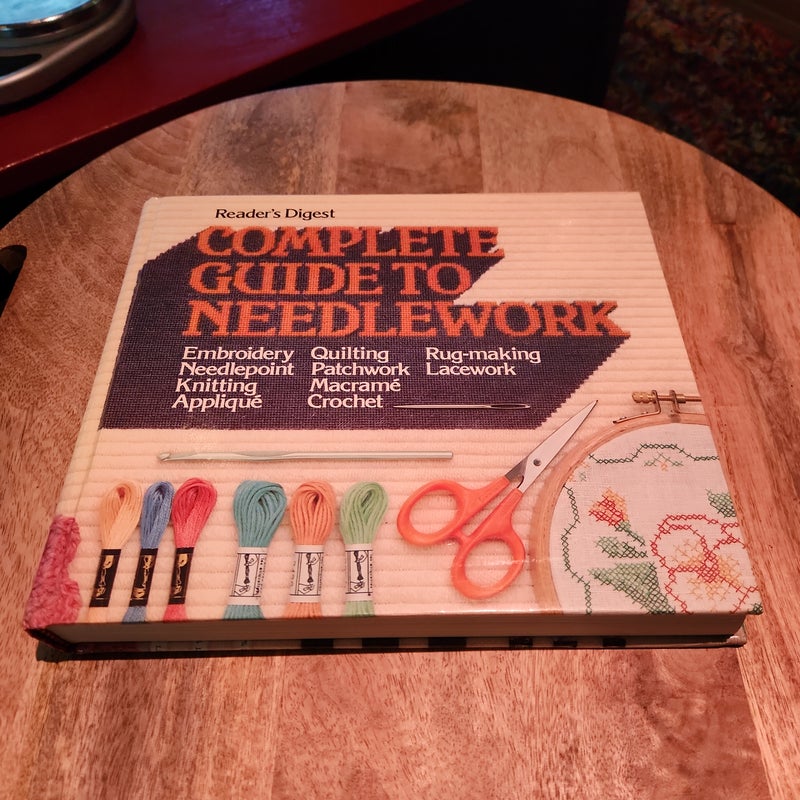 Reader's Digest
COMPLETE
GUIDE TO
NEEDLEWORK
Embroidery Quilting Rug-making
Needlepoint Patchwork Lacework
Knitting Macramé
Appliqué Crochet